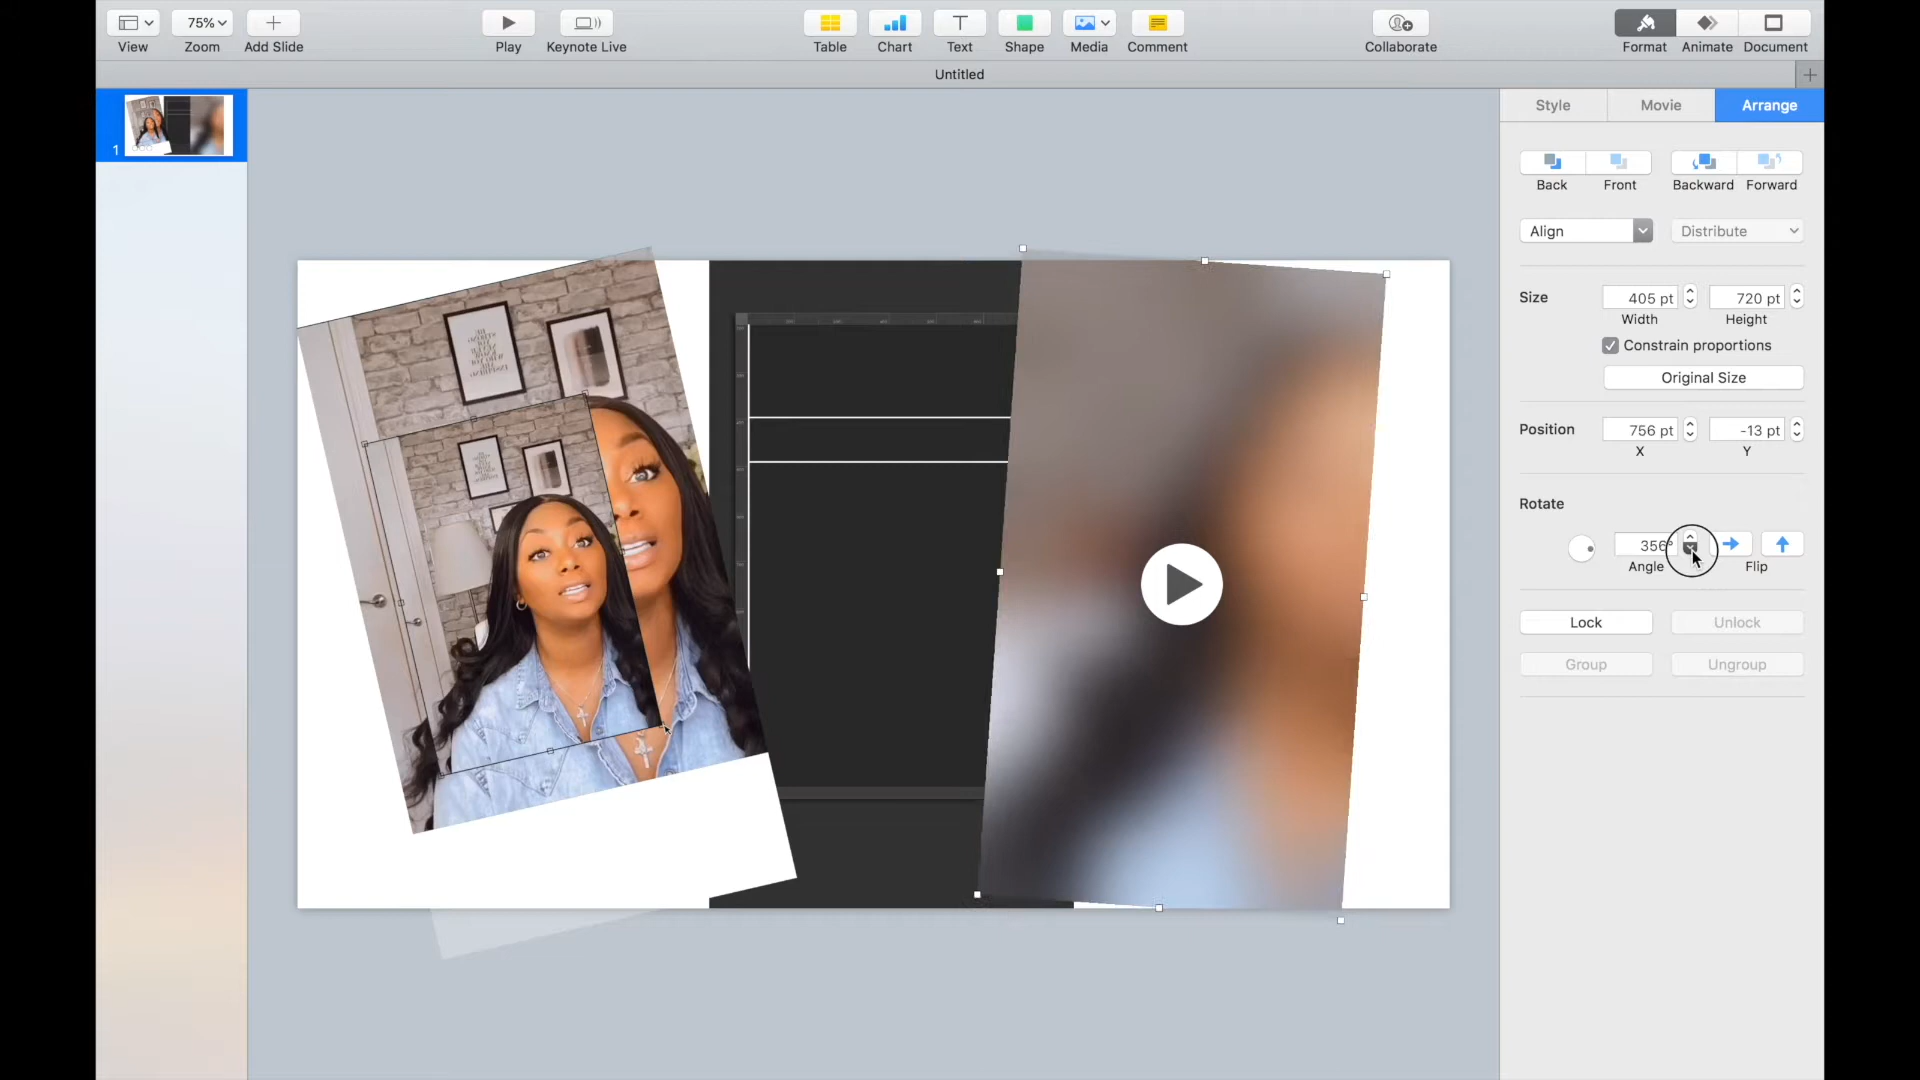 75%
View
Zoom
Add Slide
Play
Keynote Live
Table
Chart
Text
Shape
Media
Comment
Collaborate
Format
Animate
Document
Untitled
1
Style
Movie
Arrange
Back
Front
Backward
Forward
Align
Distribute
Size
405 pt
720 pt
Width
Height
Constrain proportions
Original Size
Position
756 pt
-13 pt
X
Y
Rotate
356°
Angle
Flip
Lock
Unlock
Group
Ungroup